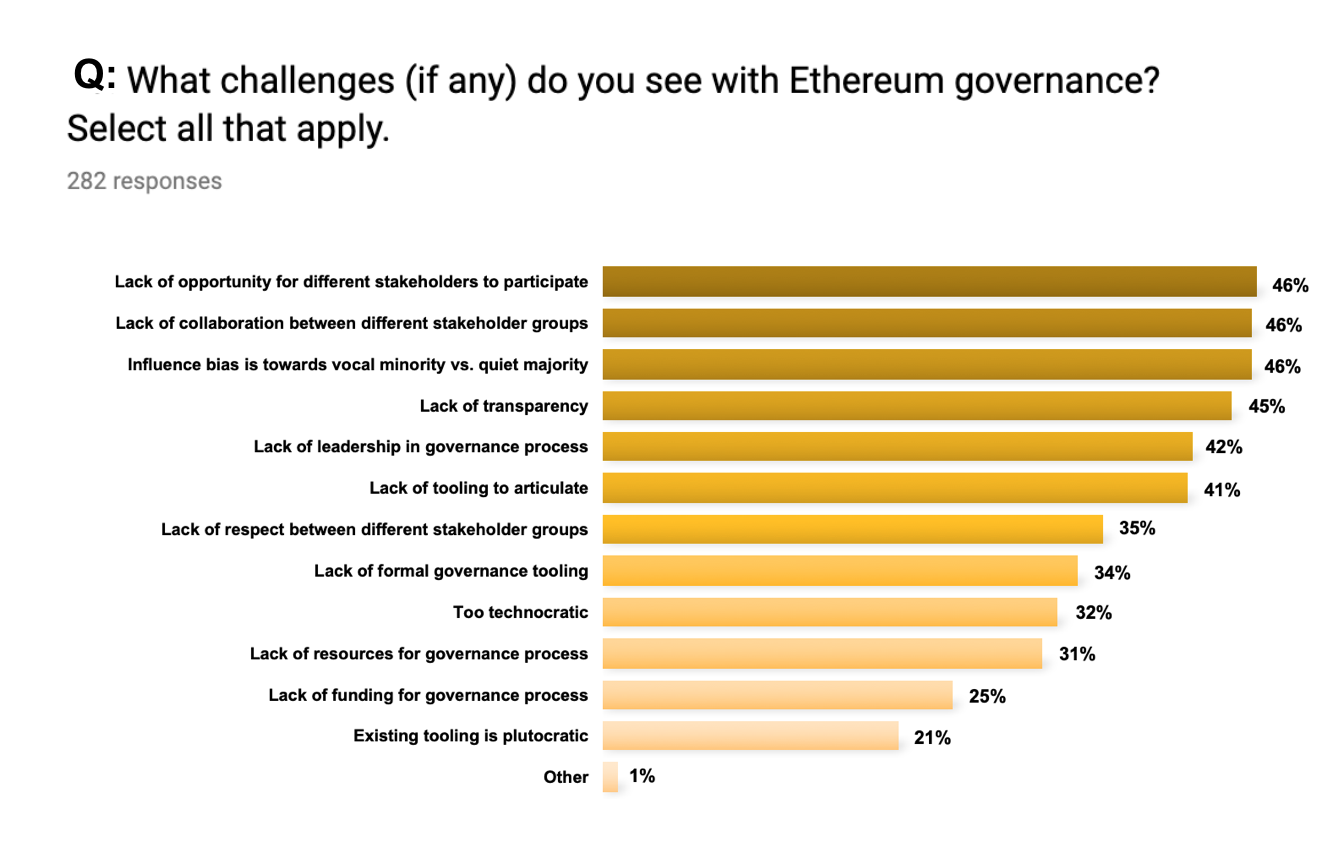 Q: What challenges (if any) do you see with Ethereum governance?
Select all that apply.
282 responses
Lack of opportunity for different stakeholders to participate 46%
Lack of collaboration between different stakeholder groups 46%
Influence bias is towards vocal minority vs. quiet majority 46%
Lack of transparency 45%
Lack of leadership in governance process 42%
Lack of tooling to articulate 41%
Lack of respect between different stakeholder groups 35%
Lack of formal governance tooling 34%
Too technocratic 32%
Lack of resources for governance process 31%
Lack of funding for governance process 25%
Existing tooling is plutocratic 21%
Other 1%